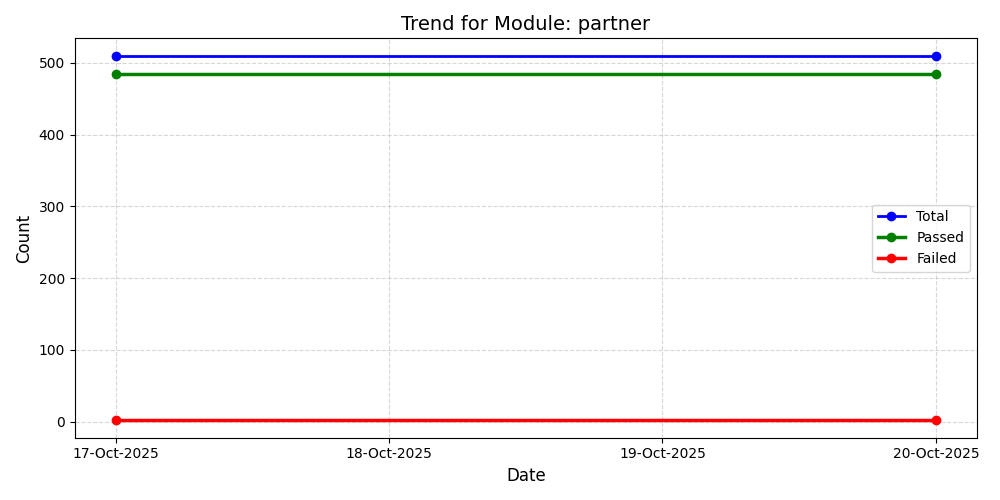 Trend for Module: partner
500
400
300
200
100
0
Count
Total
Passed
Failed
17-Oct-2025
18-Oct-2025
19-Oct-2025
20-Oct-2025
Date